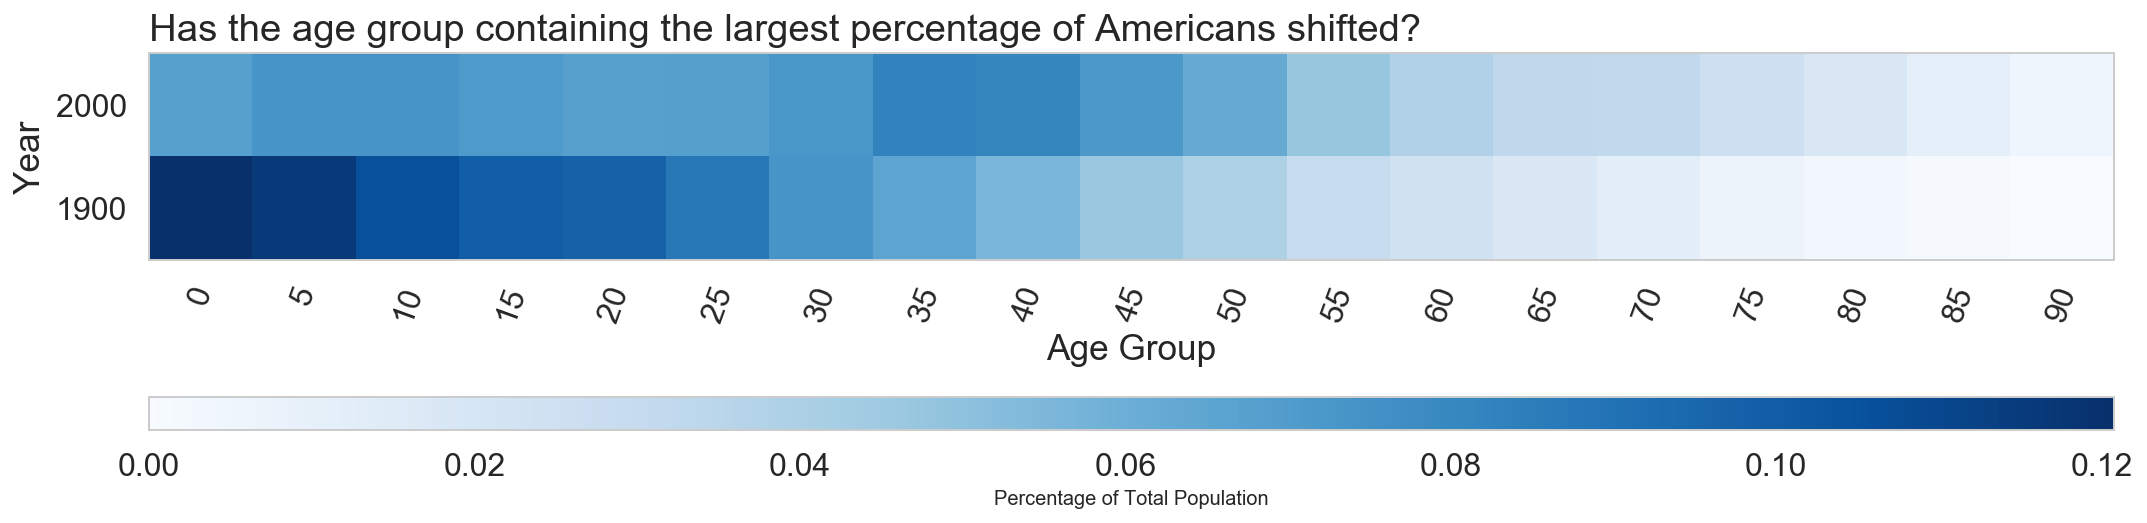 Has the age group containing the largest percentage of Americans shifted?
Year
2000
1900
0 5 10 15 20 25 30 35 40 45 50 55 60 65 70 75 80 85 90
Age Group
0.00 0.02 0.04 0.06 0.08 0.10 0.12
Percentage of Total Population